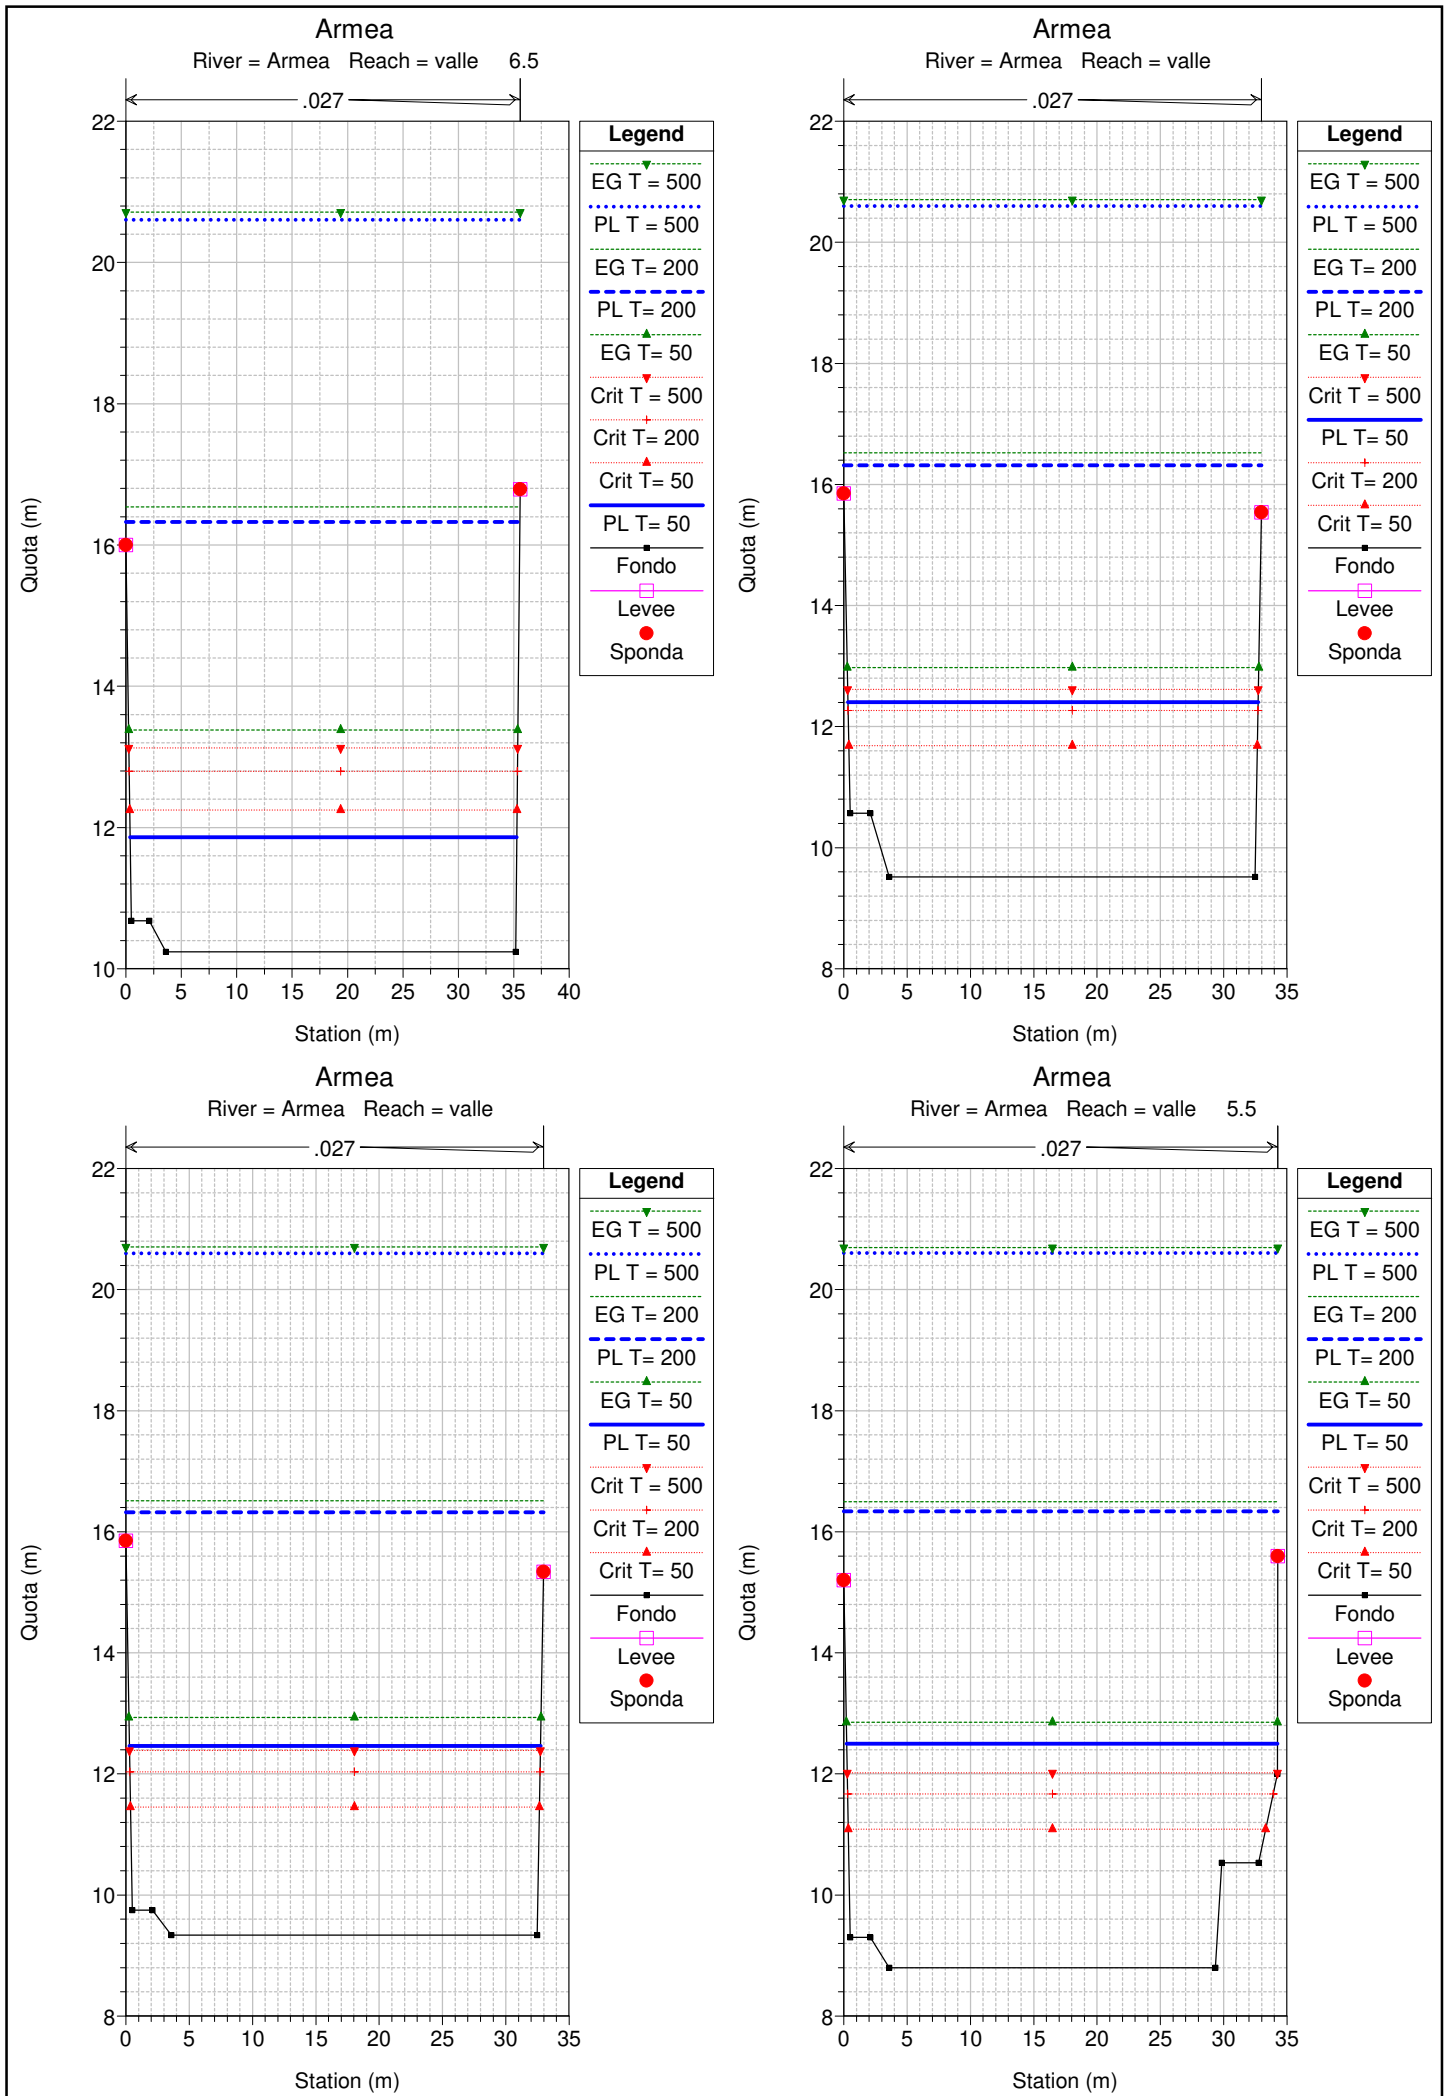 Armea
River = Armea   Reach = valle   6.5
.027
22
20
18
16
14
12
10
0 5 10 15 20 25 30 35 40
Station (m)
Quota (m)
Legend
EG T = 500
PL T = 500
EG T= 200
PL T= 200
EG T= 50
Crit T = 500
Crit T= 200
Crit T= 50
PL T= 50
Fondo
Levee
Sponda
Armea
River = Armea   Reach = valle
.027
22
20
18
16
14
12
10
8
0 5 10 15 20 25 30 35
Station (m)
Quota (m)
Legend
EG T = 500
PL T = 500
EG T= 200
PL T= 200
EG T= 50
Crit T = 500
PL T= 50
Crit T= 200
Crit T= 50
Fondo
Levee
Sponda
Armea
River = Armea   Reach = valle
.027
22
20
18
16
14
12
10
8
0 5 10 15 20 25 30 35
Station (m)
Quota (m)
Legend
EG T = 500
PL T = 500
EG T= 200
PL T= 200
EG T= 50
PL T= 50
Crit T = 500
Crit T= 200
Crit T= 50
Fondo
Levee
Sponda
Armea
River = Armea   Reach = valle   5.5
.027
22
20
18
16
14
12
10
8
0 5 10 15 20 25 30 35
Station (m)
Quota (m)
Legend
EG T = 500
PL T = 500
EG T= 200
PL T= 200
EG T= 50
PL T= 50
Crit T = 500
Crit T= 200
Crit T= 50
Fondo
Levee
Sponda